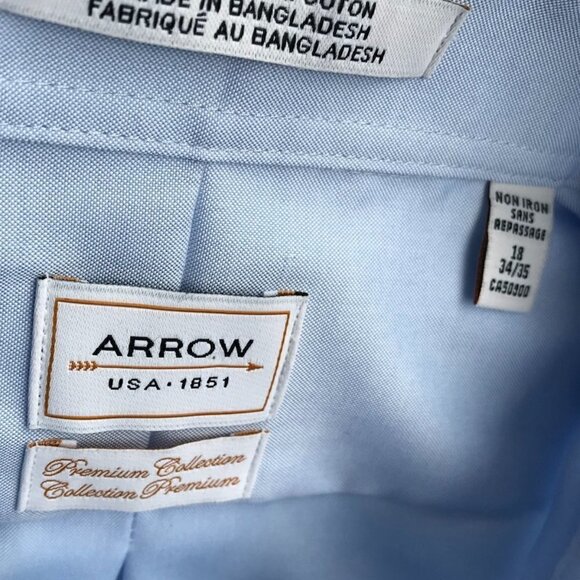 MADE IN BANGLADESH
FABRIQUÉ AU BANGLADESH
NON IRON
SANS
REPASSAGE
18
34/35
CA30900
ARROW
USA·1851
Premium Collection
Collection Premium